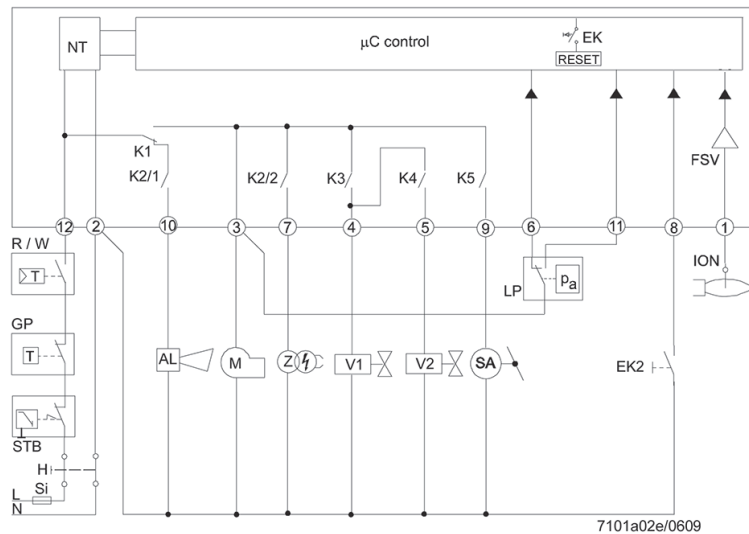 NT
μC control
EK
RESET
K1
K2/1
K2/2
K3
K4
K5
FSV
12
2
10
3
7
4
5
9
6
11
8
1
R / W
T
ION
LP
pa
GP
T
AL
M
Z
V1
V2
SA
EK2
STB
H
Si
L
N
7101a02e/0609